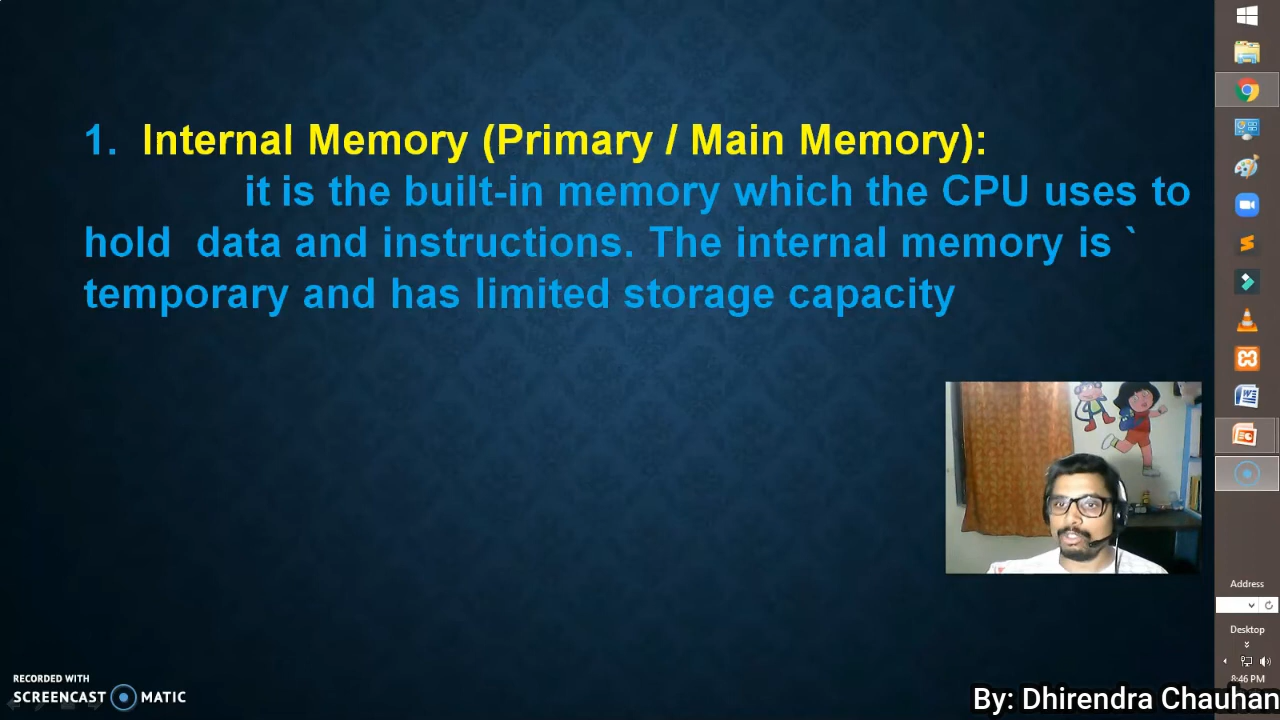 1. Internal Memory (Primary / Main Memory):
it is the built-in memory which the CPU uses to
hold data and instructions. The internal memory is `
temporary and has limited storage capacity
Address
Desktop
8:46 PM
RECORDED WITH
SCREENCAST MATIC
By: Dhirendra Chauhan